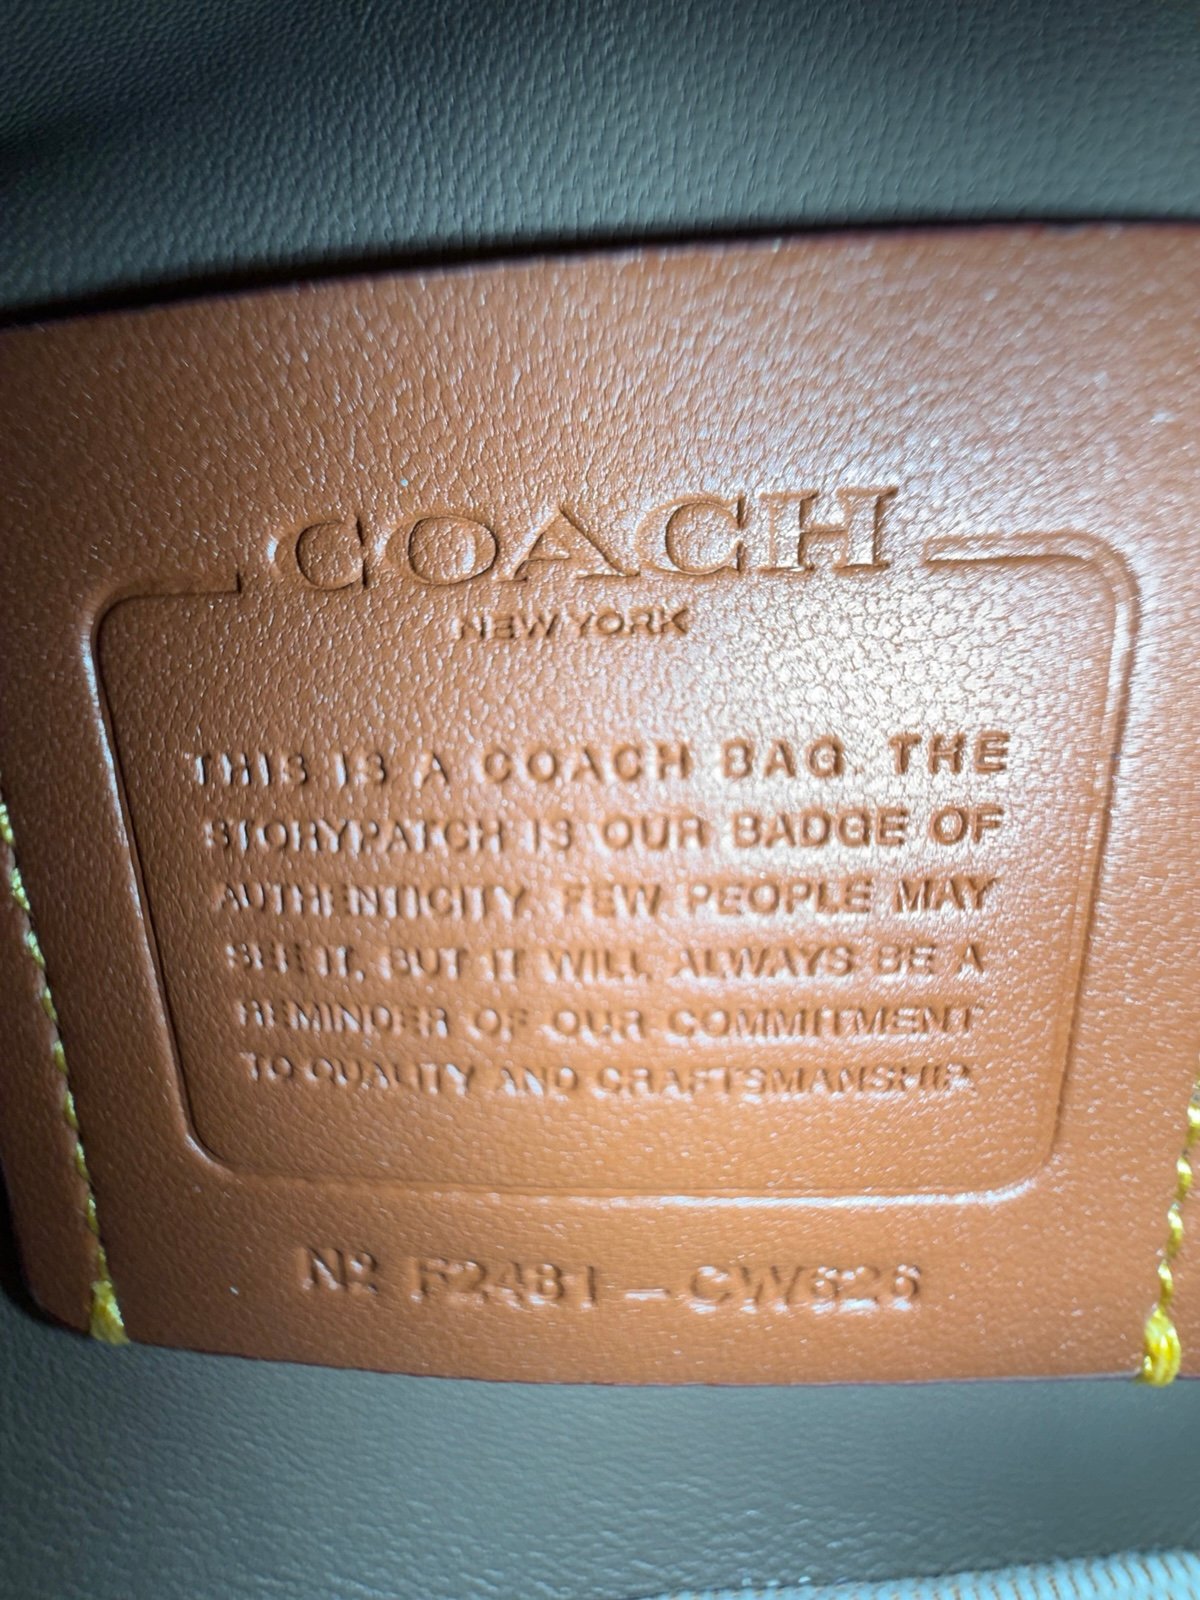 COACH
NEW YORK
THIS IS A COACH BAG. THE
STORYPATCH IS OUR BADGE OF
AUTHENTICITY. FEW PEOPLE MAY
SEE IT, BUT IT WILL ALWAYS BE A
REMINDER OF OUR COMMITMENT
TO QUALITY AND CRAFTSMANSHIP.
Nº F2481 - CW626